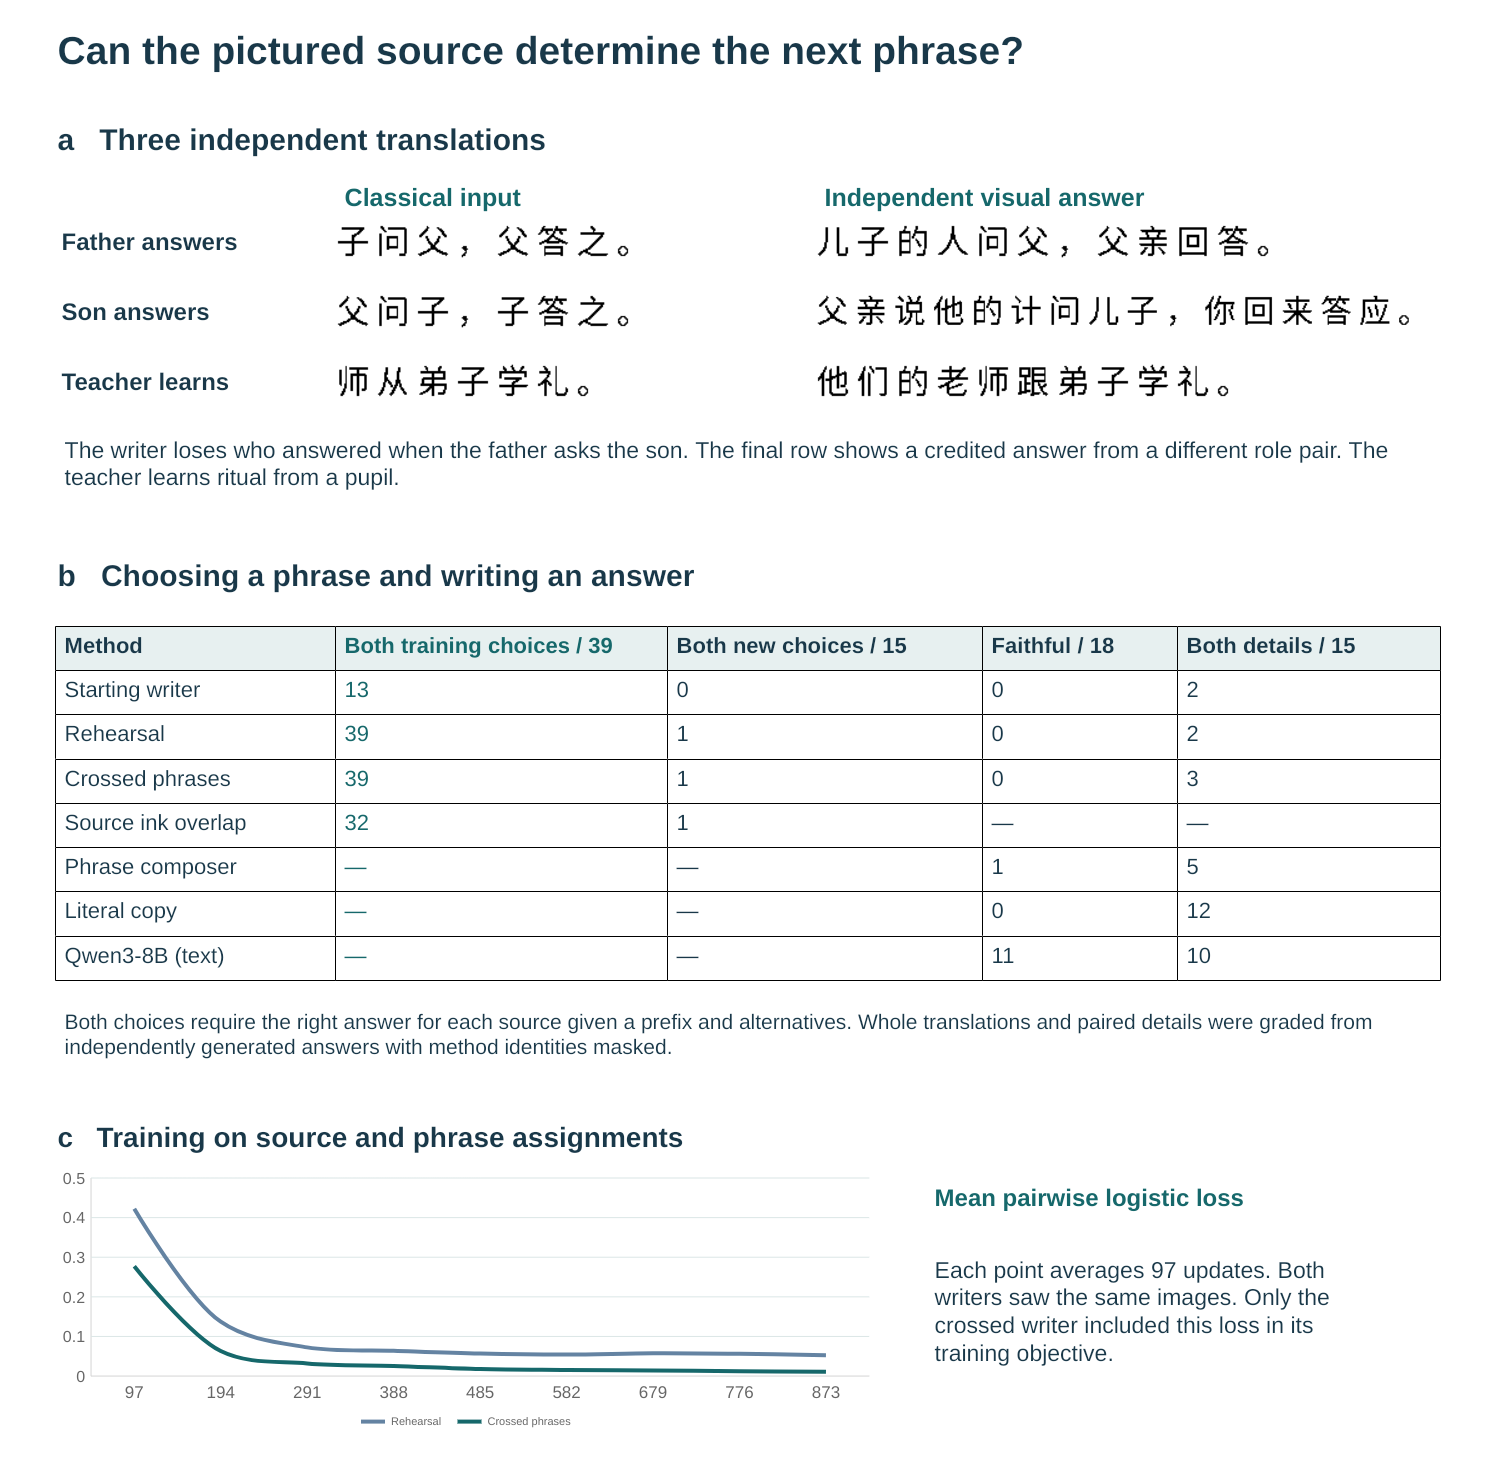 Can the pictured source determine the next phrase?
a Three independent translations
Classical input Independent visual answer
Father answers 子问父，父答之。 儿子的人问父，父亲回答。
Son answers 父问子，子答之。 父亲说他的计问儿子，你回来答应。
Teacher learns 师从弟子学礼。 他们的老师跟弟子学礼。
The writer loses who answered when the father asks the son. The final row shows a credited answer from a different role pair. The
teacher learns ritual from a pupil.
b Choosing a phrase and writing an answer
Method Both training choices / 39 Both new choices / 15 Faithful / 18 Both details / 15
Starting writer 13 0 0 2
Rehearsal 39 1 0 2
Crossed phrases 39 1 0 3
Source ink overlap 32 1 — —
Phrase composer — — 1 5
Literal copy — — 0 12
Qwen3-8B (text) — — 11 10
Both choices require the right answer for each source given a prefix and alternatives. Whole translations and paired details were graded from
independently generated answers with method identities masked.
c Training on source and phrase assignments
0.5
0.4
0.3
0.2
0.1
0
97 194 291 388 485 582 679 776 873
Rehearsal Crossed phrases
Mean pairwise logistic loss
Each point averages 97 updates. Both
writers saw the same images. Only the
crossed writer included this loss in its
training objective.